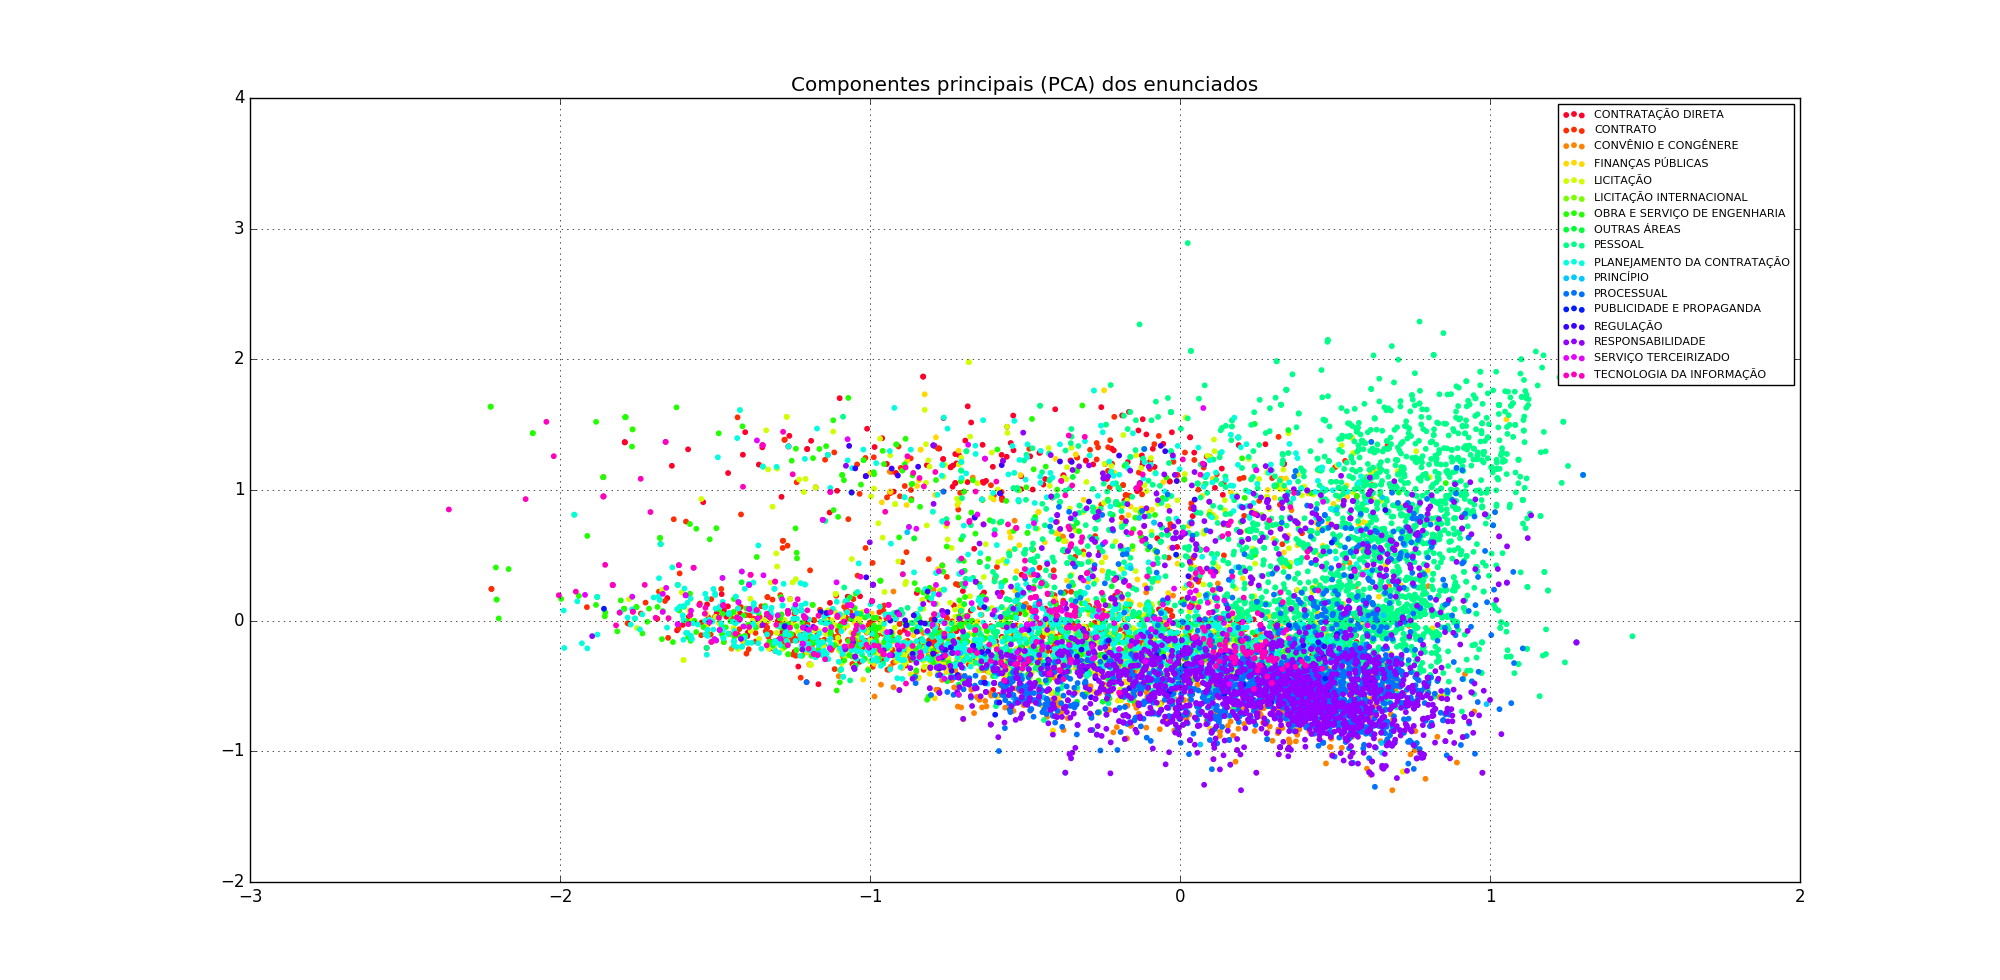 Componentes principais (PCA) dos enunciados
4
3
2
1
0
−1
−2
−3
−2
−1
0
1
2
CONTRATAÇÃO DIRETA
CONTRATO
CONVÊNIO E CONGÊNERE
FINANÇAS PÚBLICAS
LICITAÇÃO
LICITAÇÃO INTERNACIONAL
OBRA E SERVIÇO DE ENGENHARIA
OUTRAS ÁREAS
PESSOAL
PLANEJAMENTO DA CONTRATAÇÃO
PRINCÍPIO
PROCESSUAL
PUBLICIDADE E PROPAGANDA
REGULAÇÃO
RESPONSABILIDADE
SERVIÇO TERCEIRIZADO
TECNOLOGIA DA INFORMAÇÃO